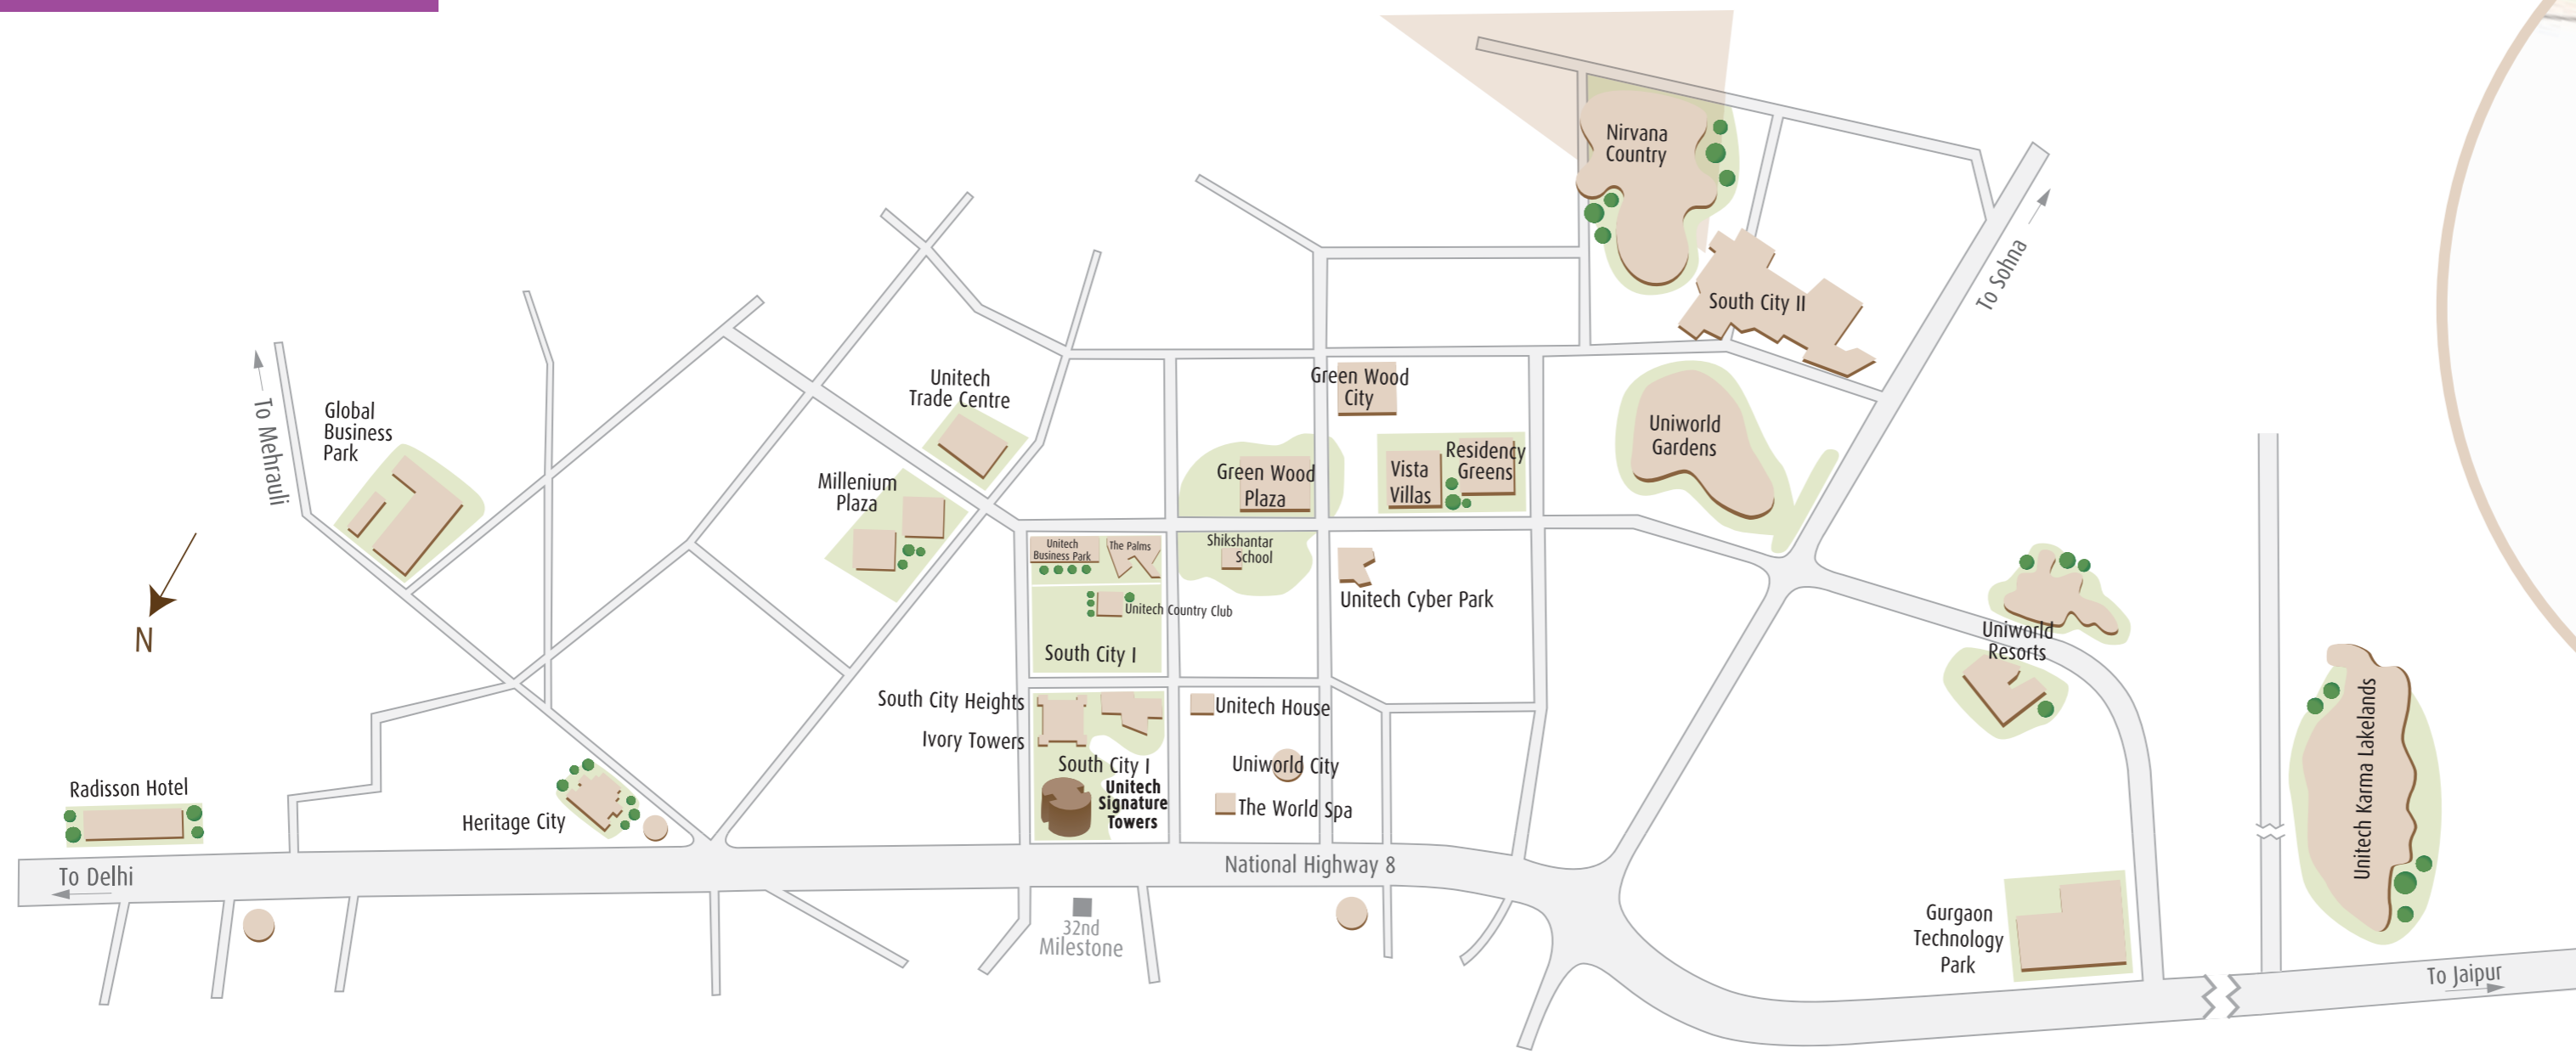 Nirvana
Country
South City II
To Sohna
To Mehrauli
Global
Business
Park
Unitech
Trade Centre
Millenium
Plaza
Green Wood
City
Green Wood
Plaza
Vista
Villas
Residency
Greens
Uniworld
Gardens
Unitech
Business Park
The Palms
Shikshantar
School
Unitech Cyber Park
Unitech Country Club
South City I
N
Uniworld
Resorts
South City Heights
Ivory Towers
Unitech House
South City I
Unitech
Signature
Towers
Uniworld City
The World Spa
Unitech Karma Lakelands
Radisson Hotel
Heritage City
To Delhi
National Highway 8
32nd
Milestone
Gurgaon
Technology
Park
To Jaipur